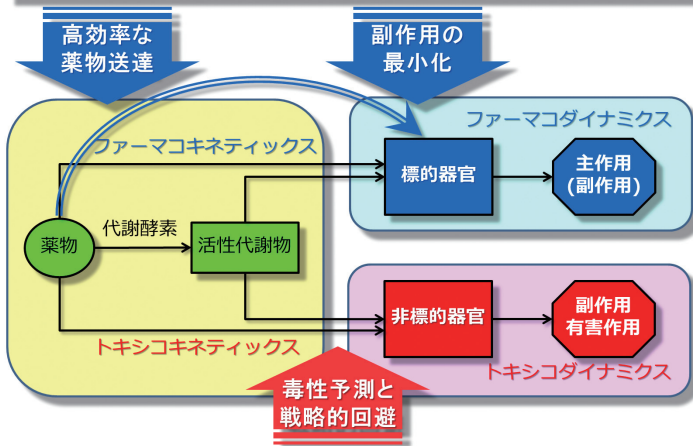 高効率な
薬物送達
副作用の
最小化
ファーマコキネティックス
ファーマコダイナミクス
標的器官
主作用
(副作用)
代謝酵素
薬物
活性代謝物
非標的器官
副作用
有害作用
トキシコキネティックス
トキシコダイナミクス
毒性予測と
戦略的回避